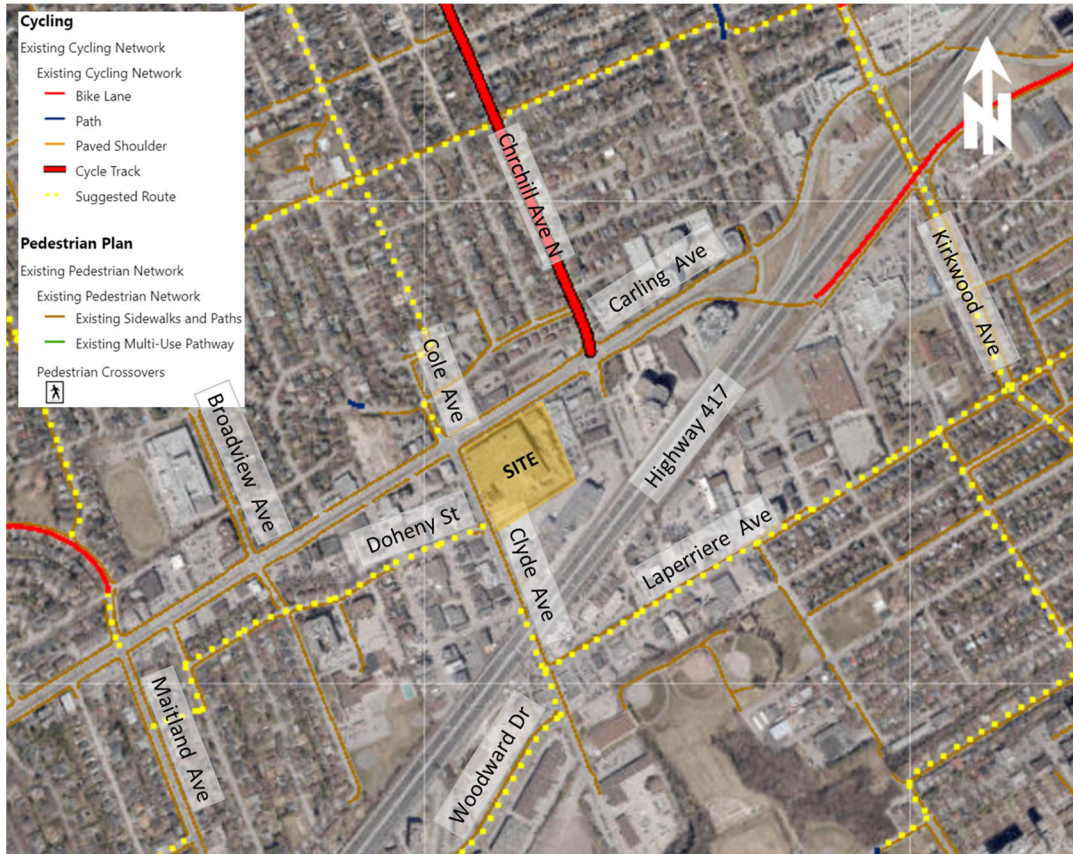 Cycling
Existing Cycling Network
Existing Cycling Network
Bike Lane
Path
Paved Shoulder
Cycle Track
Suggested Route
Pedestrian Plan
Existing Pedestrian Network
Existing Pedestrian Network
Existing Sidewalks and Paths
Existing Multi-Use Pathway
Pedestrian Crossovers
N
Chrchill Ave N
Carling Ave
Kirkwood Ave
Cole Ave
Broadview Ave
SITE
Highway 417
Doheny St
Clyde Ave
Laperriere Ave
Maitland Ave
Woodward Dr